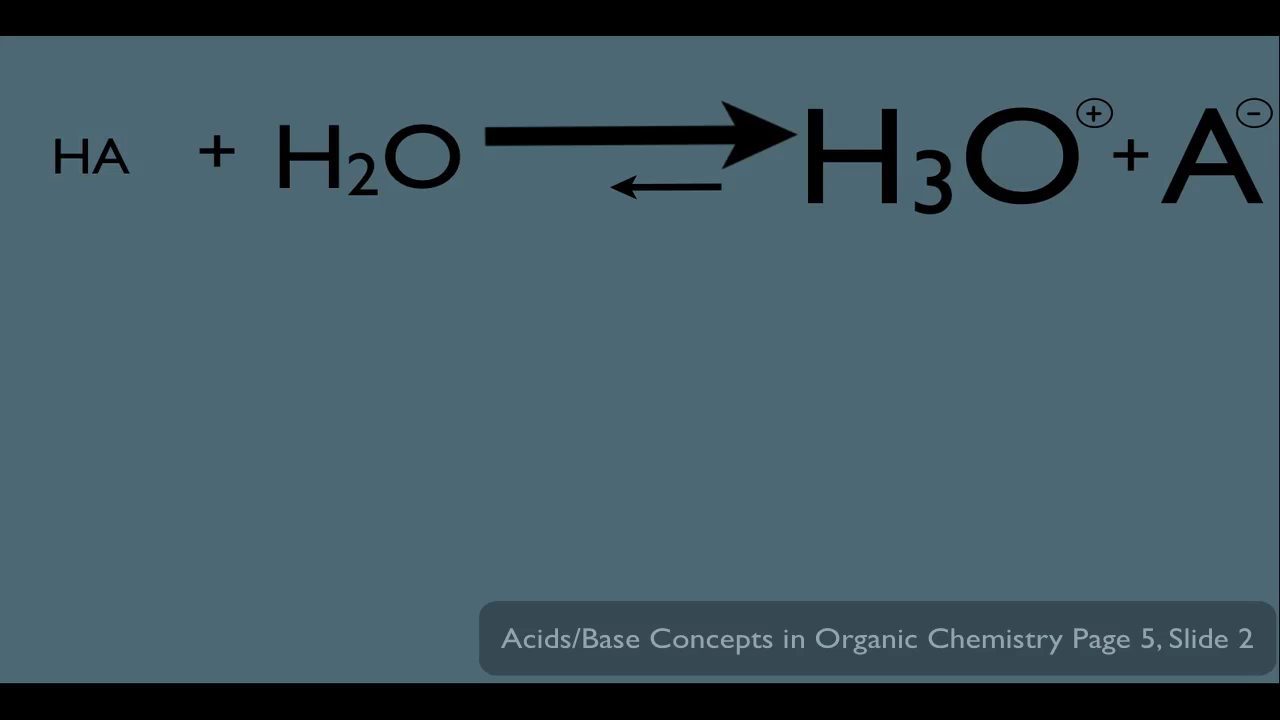 HA + H₂O ⟶ ⟵ H₃O⊕ + A⊖
Acids/Base Concepts in Organic Chemistry Page 5, Slide 2